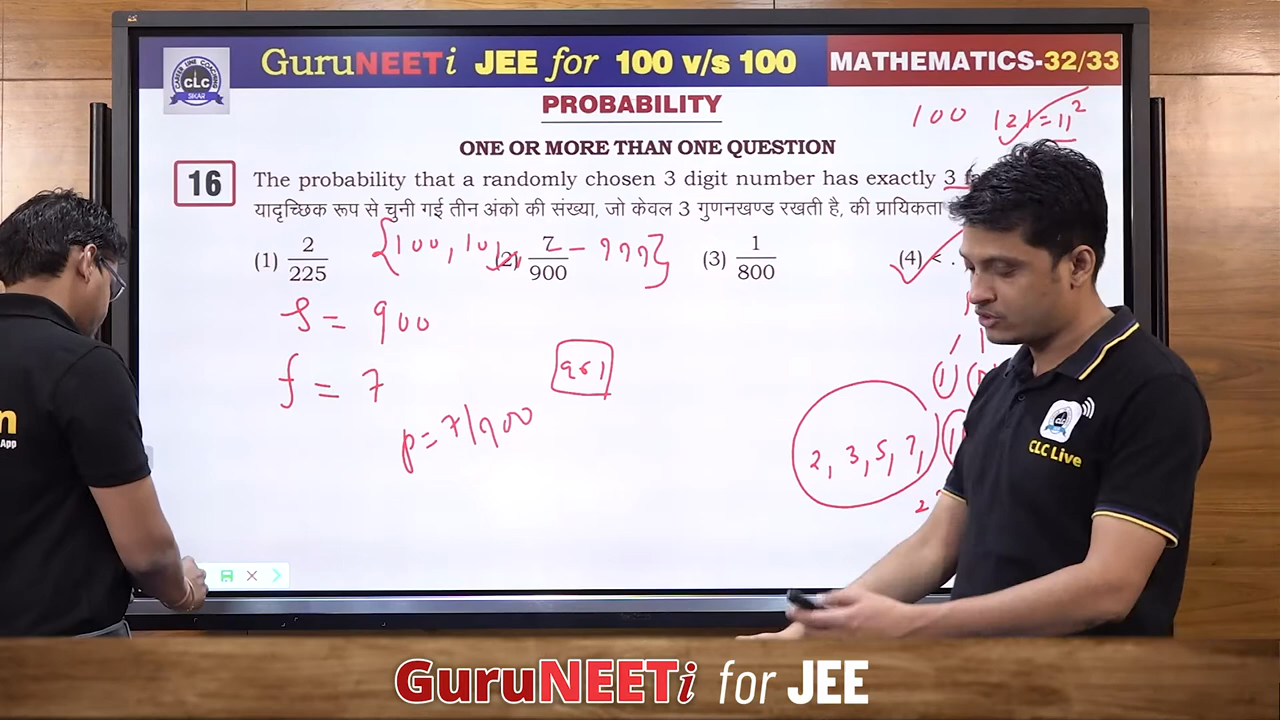 GuruNEETi JEE for 100 v/s 100
MATHEMATICS-32/33
CLC
SIKAR
PROBABILITY
100 121=11²
ONE OR MORE THAN ONE QUESTION
16
The probability that a randomly chosen 3 digit number has exactly 3
यादृच्छिक रूप से चुनी गई तीन अंको की संख्या, जो केवल 3 गुणनखण्ड रखती है, की प्रायिकता
(1) 2/225 (2) 7/900 (3) 1/800 (4) < .
{100, 101, - 999}
S = 900
961
f = 7
p = 7/900
2, 3, 5, 7,
CLC Live
n
App
GuruNEETi for JEE